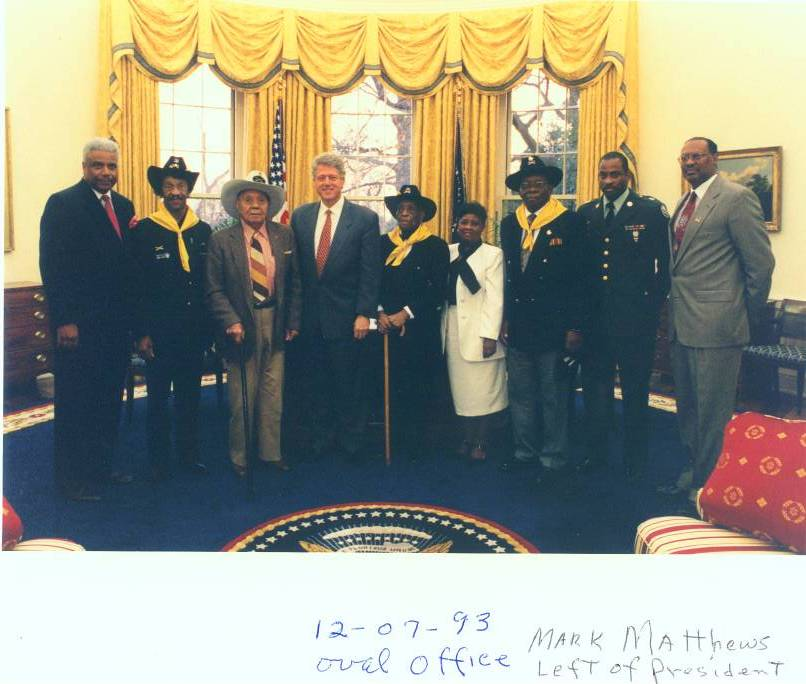 12-07-93
oval Office
MARK MATTHEWS
Left of President